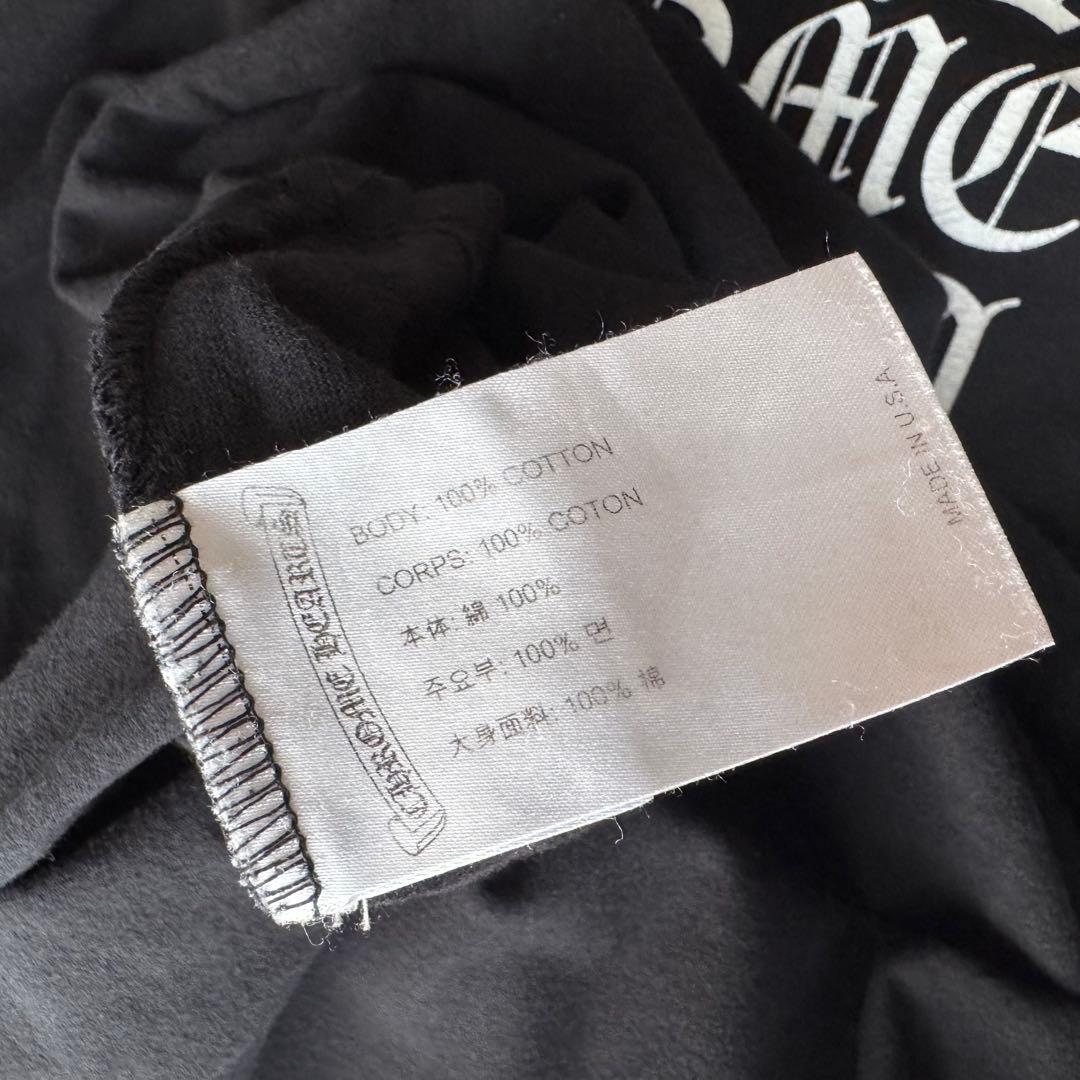 CHROME HEARTS
BODY: 100% COTTON
CORPS: 100% COTON
本体: 綿 100%
주요부: 100% 면
大身面料: 100% 棉
MADE IN U.S.A